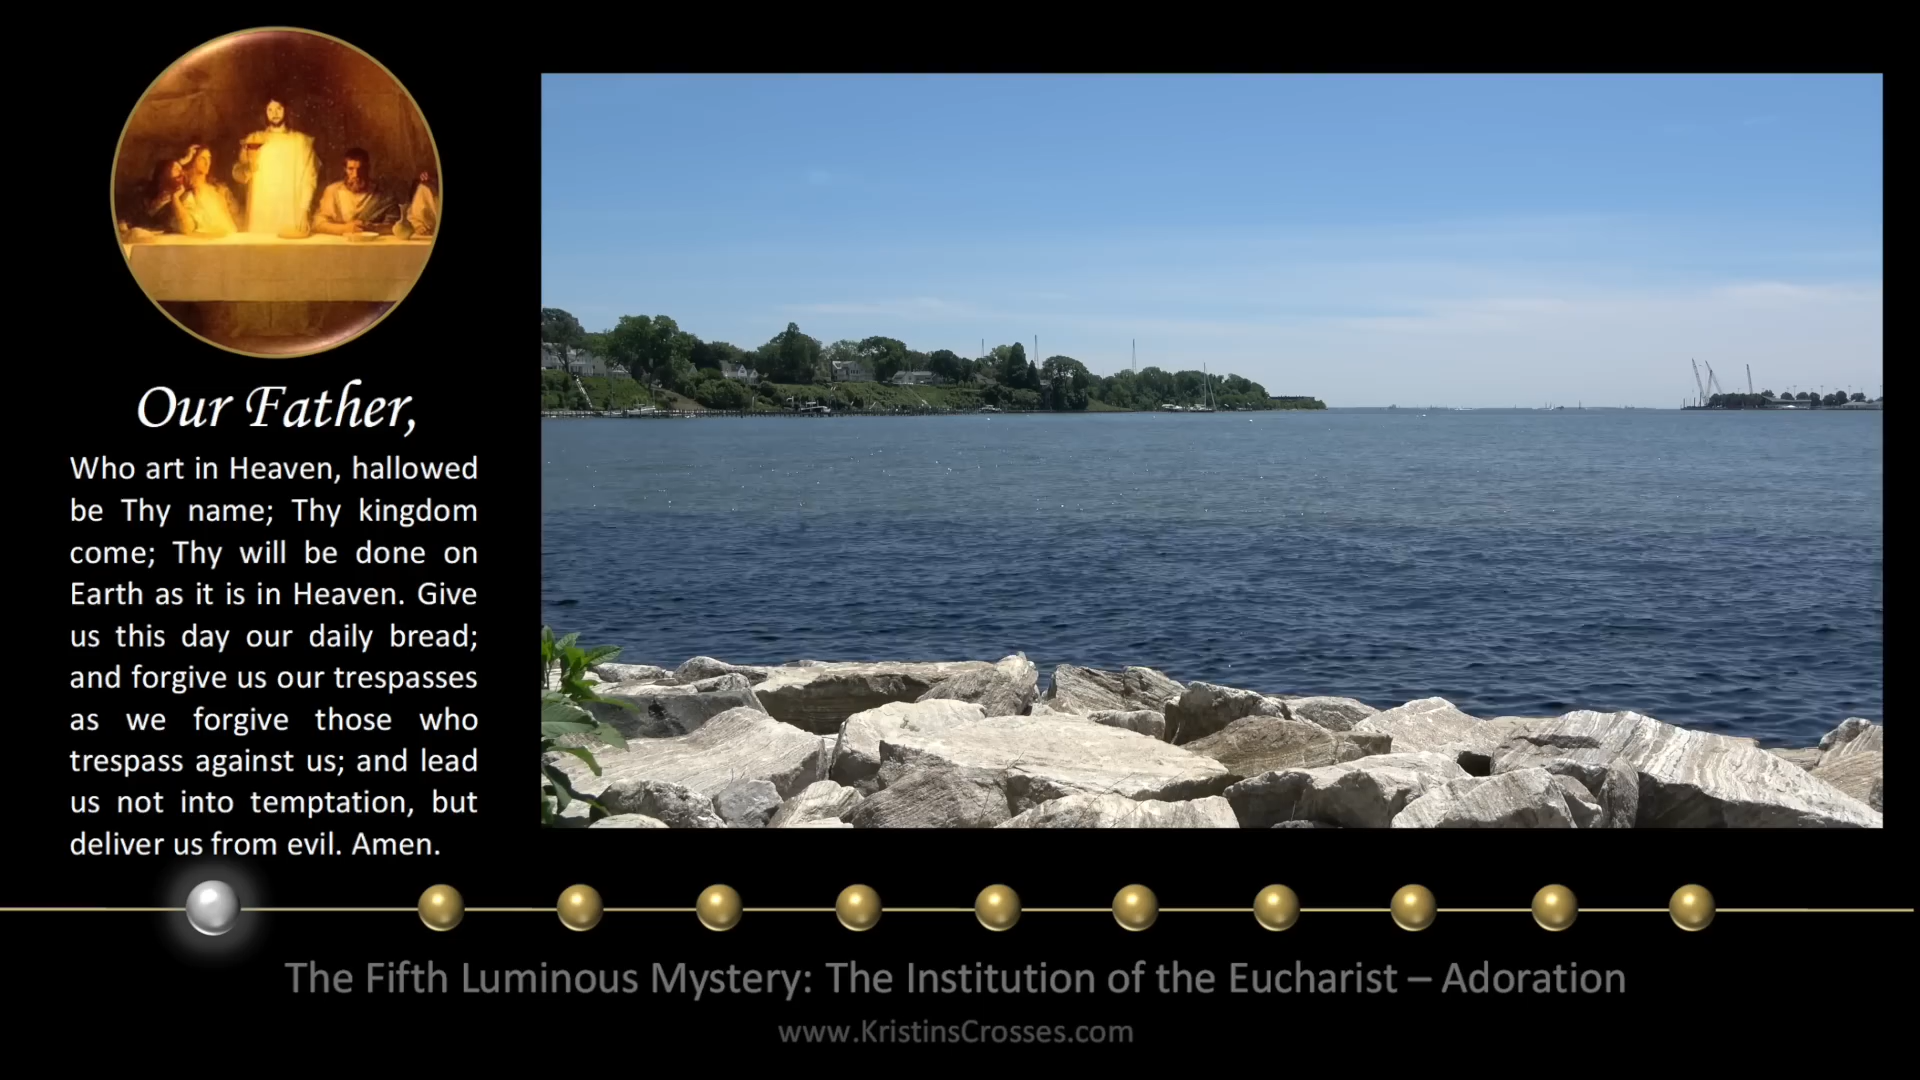 Our Father,
Who art in Heaven, hallowed
be Thy name; Thy kingdom
come; Thy will be done on
Earth as it is in Heaven. Give
us this day our daily bread;
and forgive us our trespasses
as we forgive those who
trespass against us; and lead
us not into temptation, but
deliver us from evil. Amen.
The Fifth Luminous Mystery: The Institution of the Eucharist – Adoration
www.KristinsCrosses.com